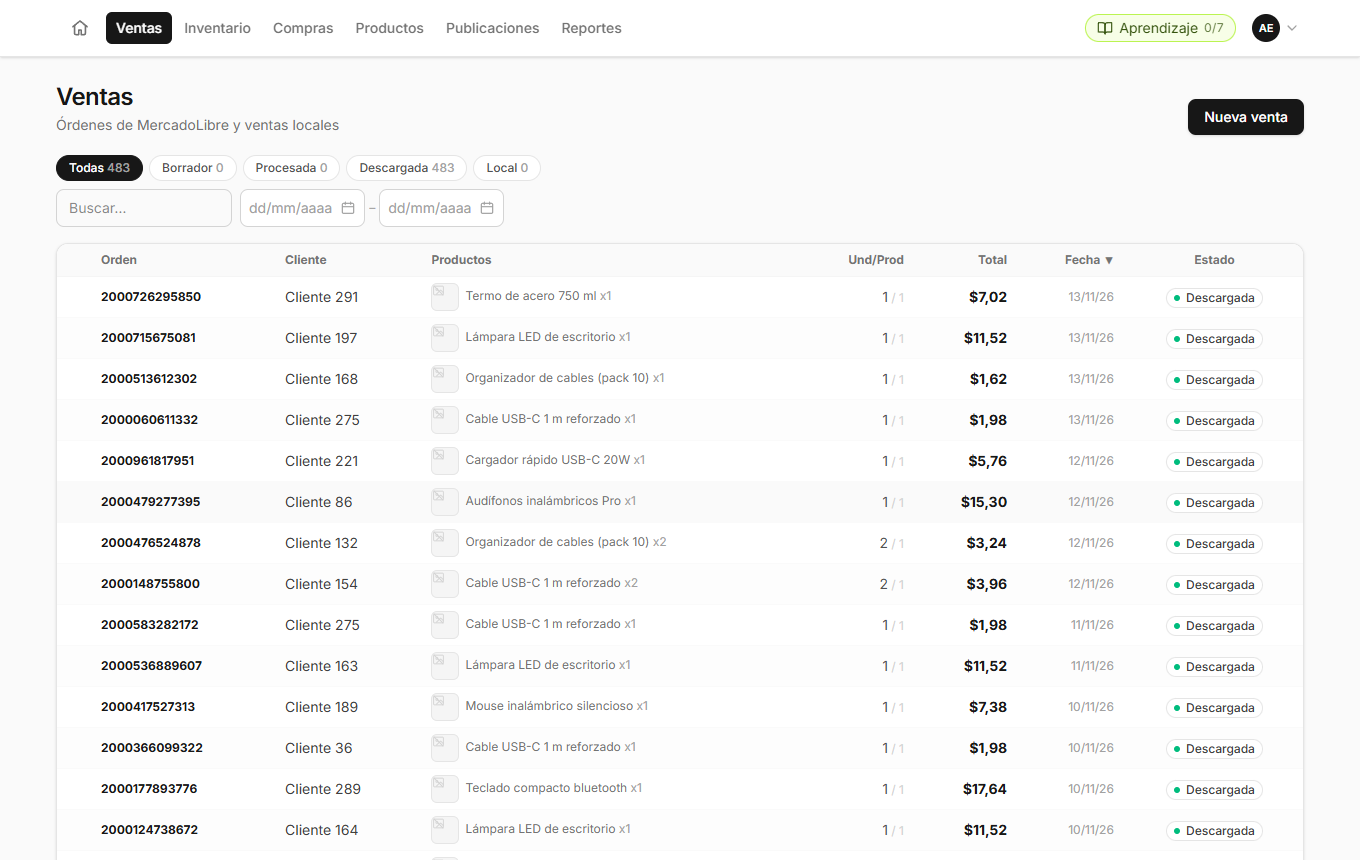 Ventas Inventario Compras Productos Publicaciones Reportes Aprendizaje 0/7 AE
Ventas
Órdenes de MercadoLibre y ventas locales
Nueva venta
Todas 483 Borrador 0 Procesada 0 Descargada 483 Local 0
Buscar... dd/mm/aaaa – dd/mm/aaaa
Orden Cliente Productos Und/Prod Total Fecha ▼ Estado
2000726295850 Cliente 291 Termo de acero 750 ml x1 1 / 1 $7,02 13/11/26 Descargada
2000715675081 Cliente 197 Lámpara LED de escritorio x1 1 / 1 $11,52 13/11/26 Descargada
2000513612302 Cliente 168 Organizador de cables (pack 10) x1 1 / 1 $1,62 13/11/26 Descargada
2000060611332 Cliente 275 Cable USB-C 1 m reforzado x1 1 / 1 $1,98 13/11/26 Descargada
2000961817951 Cliente 221 Cargador rápido USB-C 20W x1 1 / 1 $5,76 12/11/26 Descargada
2000479277395 Cliente 86 Audífonos inalámbricos Pro x1 1 / 1 $15,30 12/11/26 Descargada
2000476524878 Cliente 132 Organizador de cables (pack 10) x2 2 / 1 $3,24 12/11/26 Descargada
2000148755800 Cliente 154 Cable USB-C 1 m reforzado x2 2 / 1 $3,96 12/11/26 Descargada
2000583282172 Cliente 275 Cable USB-C 1 m reforzado x1 1 / 1 $1,98 11/11/26 Descargada
2000536889607 Cliente 163 Lámpara LED de escritorio x1 1 / 1 $11,52 11/11/26 Descargada
2000417527313 Cliente 189 Mouse inalámbrico silencioso x1 1 / 1 $7,38 10/11/26 Descargada
2000366099322 Cliente 36 Cable USB-C 1 m reforzado x1 1 / 1 $1,98 10/11/26 Descargada
2000177893776 Cliente 289 Teclado compacto bluetooth x1 1 / 1 $17,64 10/11/26 Descargada
2000124738672 Cliente 164 Lámpara LED de escritorio x1 1 / 1 $11,52 10/11/26 Descargada